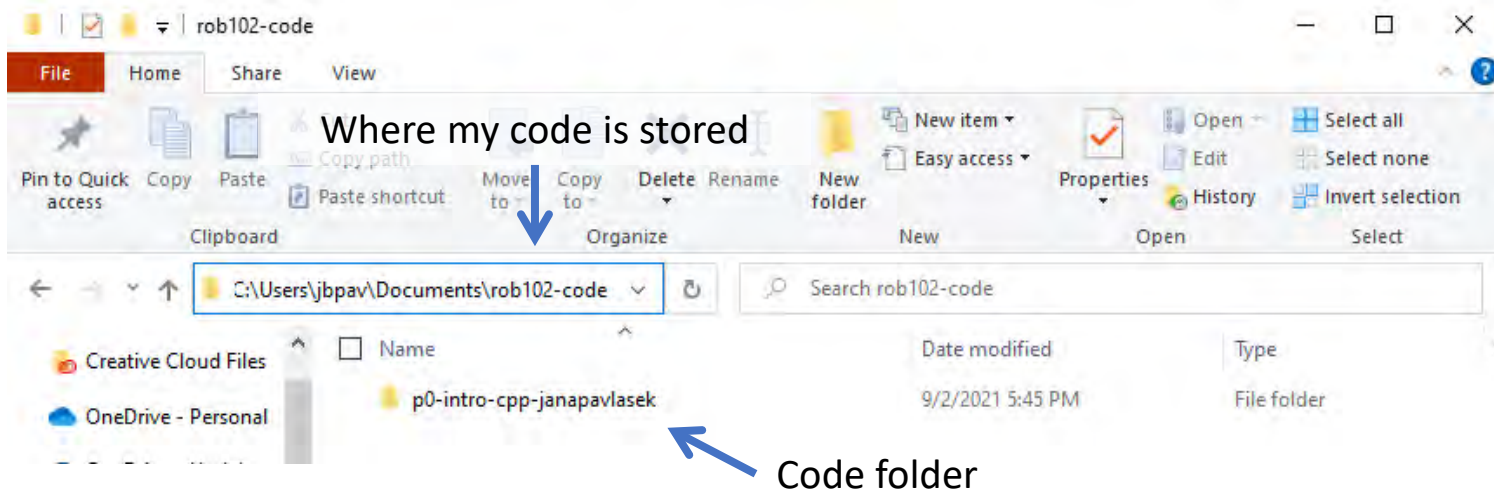 rob102-code
File Home Share View
Where my code is stored
Pin to Quick access
Copy
Paste
Copy path
Paste shortcut
Move to
Copy to
Delete
Rename
New folder
New item
Easy access
Properties
Open
Edit
History
Select all
Select none
Invert selection
Clipboard Organize New Open Select
C:\Users\jbpav\Documents\rob102-code
Search rob102-code
Creative Cloud Files
OneDrive - Personal
Name Date modified Type
p0-intro-cpp-janapavlasek 9/2/2021 5:45 PM File folder
Code folder